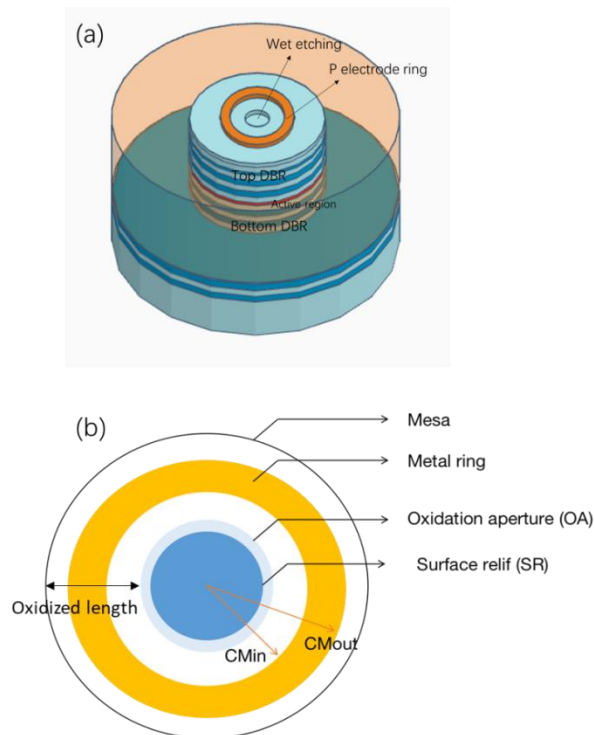 (a)
Wet etching
P electrode ring
Top DBR
Active region
Bottom DBR
(b)
Mesa
Metal ring
Oxidation aperture (OA)
Surface relif (SR)
Oxidized length
CMout
CMin